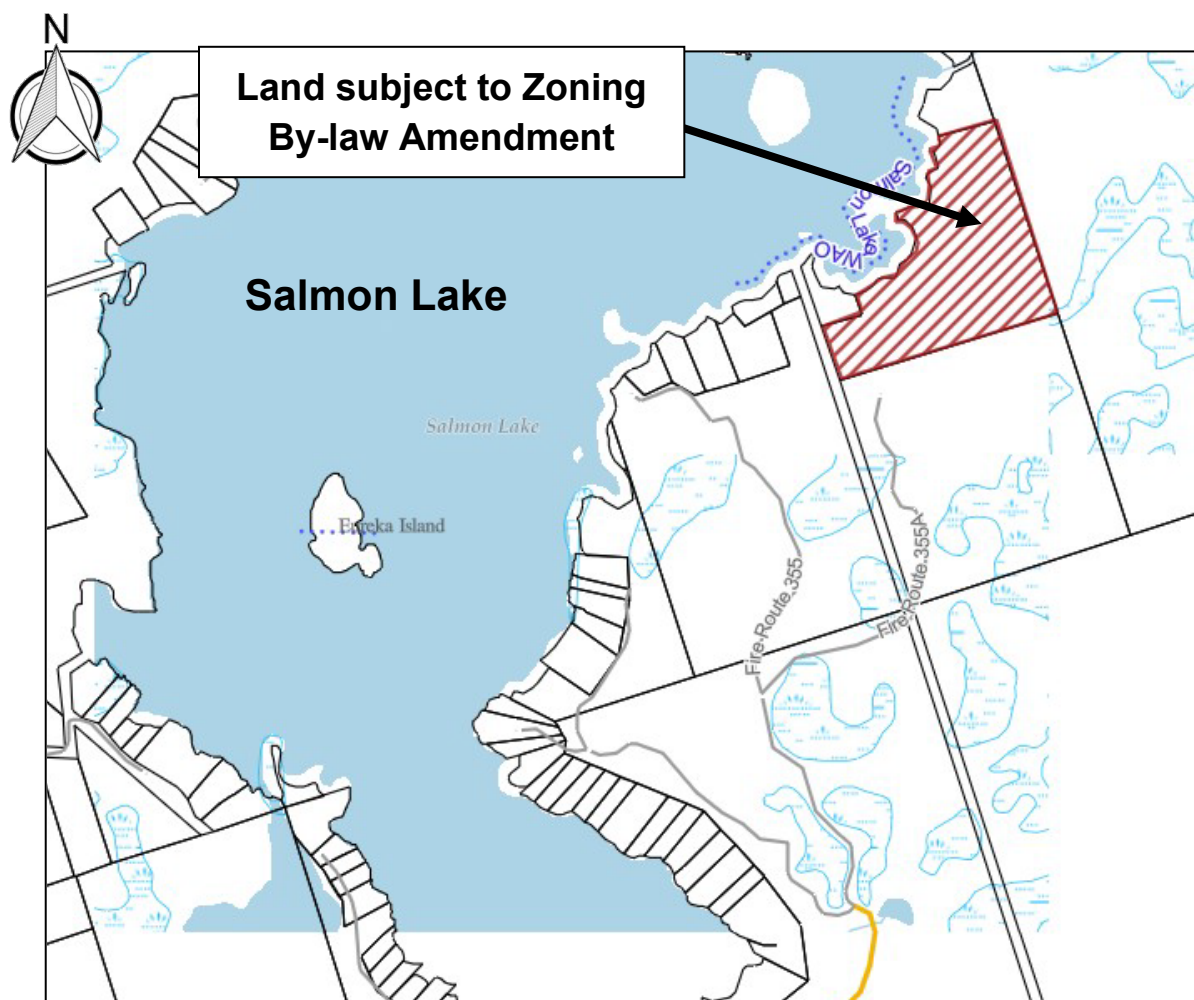 N
Land subject to Zoning
By-law Amendment
Salmon Lake
WAO
Salmon Lake
Salmon Lake
Eureka Island
Fire Route 355
Fire Route 355A